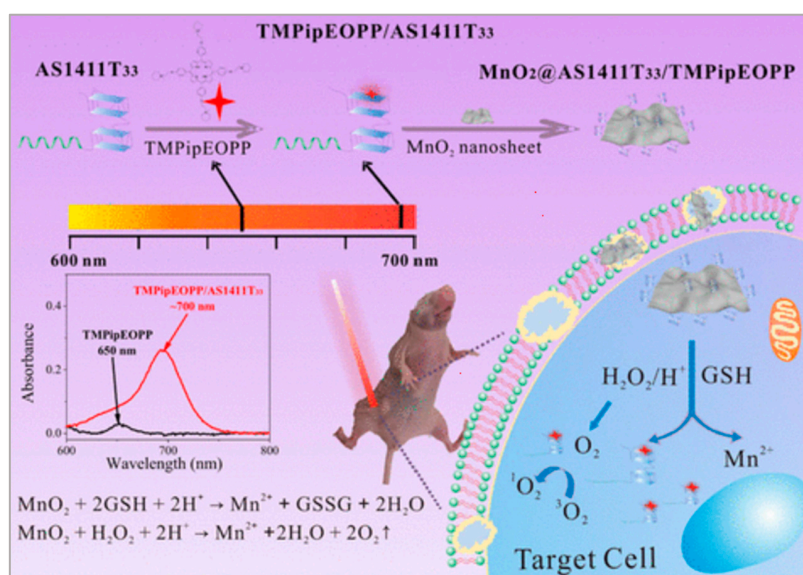 TMPipEOPP/AS1411T₃₃
AS1411T₃₃
MnO₂@AS1411T₃₃/TMPipEOPP
TMPipEOPP
MnO₂ nanosheet
600 nm
700 nm
TMPipEOPP/AS1411T₃₃
~700 nm
TMPipEOPP
650 nm
Absorbance
0.4
0.2
0.0
600 700 800
Wavelength (nm)
H₂O₂/H⁺ GSH
O₂
Mn²⁺
¹O₂
³O₂
Target Cell
MnO₂ + 2GSH + 2H⁺ → Mn²⁺ + GSSG + 2H₂O
MnO₂ + H₂O₂ + 2H⁺ → Mn²⁺ +2H₂O + 2O₂↑